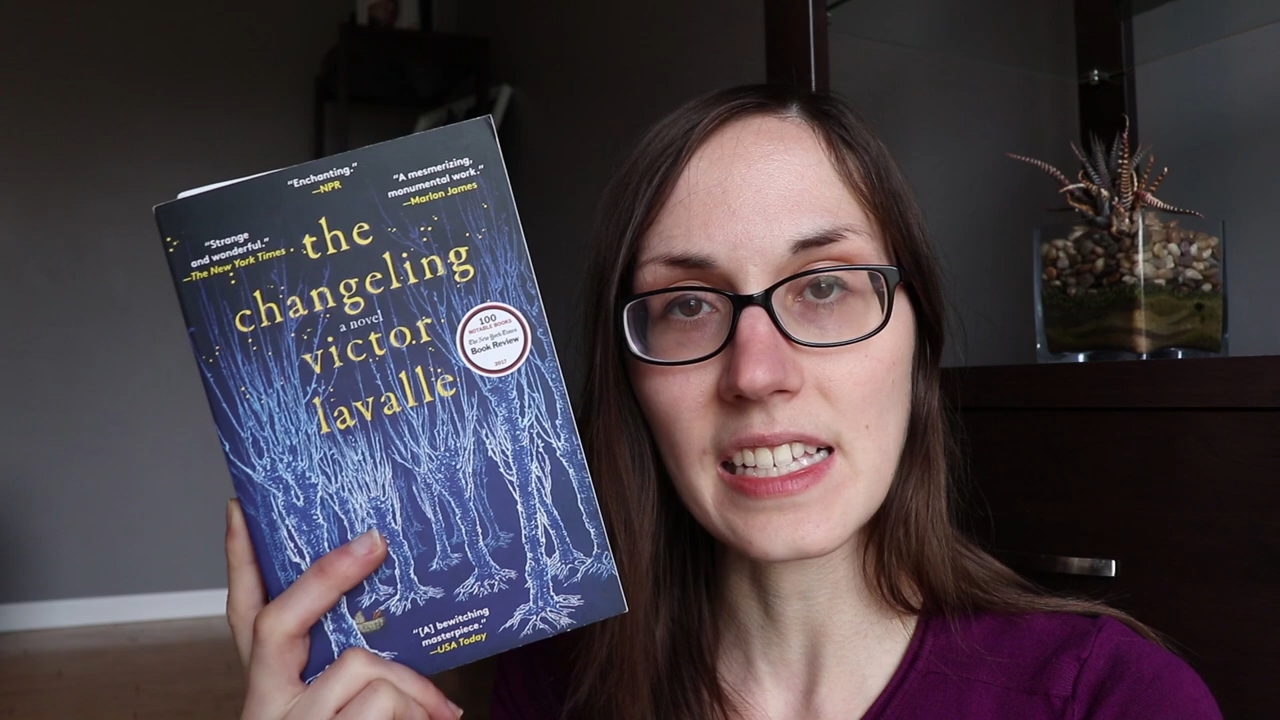 “Enchanting.”
—NPR
“A mesmerizing,
monumental work.”
—Marlon James
“Strange
and wonderful.”
—The New York Times
the
changeling
a novel
victor
lavalle
100
NOTABLE BOOKS
The New York Times
Book Review
2017
“[A] bewitching
masterpiece.”
—USA Today